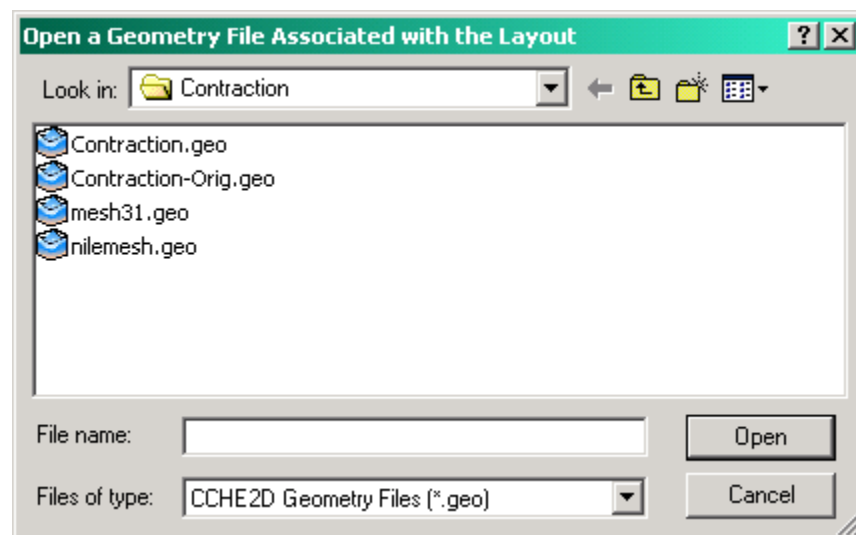 Open a Geometry File Associated with the Layout
Look in: Contraction
Contraction.geo
Contraction-Orig.geo
mesh31.geo
nilemesh.geo
File name: Open
Files of type: CCHE2D Geometry Files (*.geo) Cancel